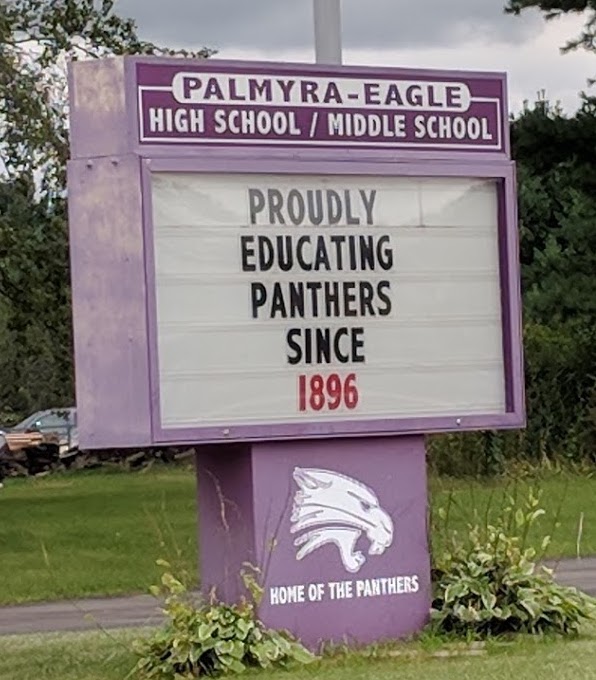 PALMYRA-EAGLE
HIGH SCHOOL / MIDDLE SCHOOL
PROUDLY
EDUCATING
PANTHERS
SINCE
1896
HOME OF THE PANTHERS